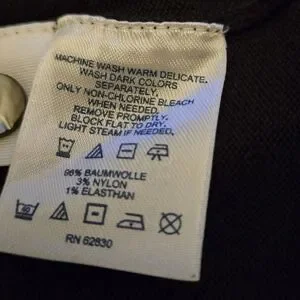 MACHINE WASH WARM DELICATE.
WASH DARK COLORS
SEPARATELY.
ONLY NON-CHLORINE BLEACH
WHEN NEEDED.
REMOVE PROMPTLY.
BLOCK FLAT TO DRY.
LIGHT STEAM IF NEEDED.
96% BAUMWOLLE
3% NYLON
1% ELASTHAN
RN 62830